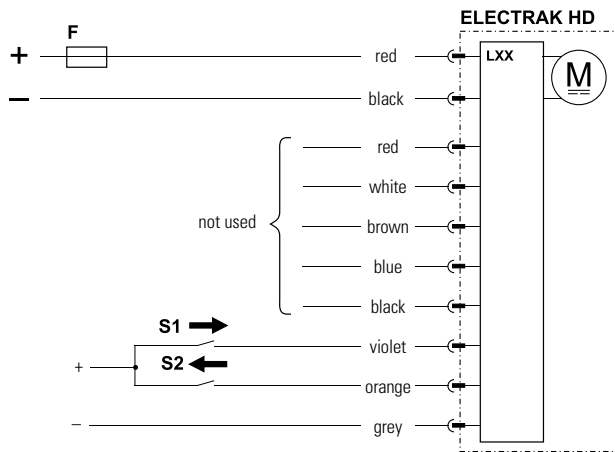 ELECTRAK HD
F
+ red LXX
M
− black
red
white
not used
brown
blue
black
S1
violet
S2
+
orange
− grey